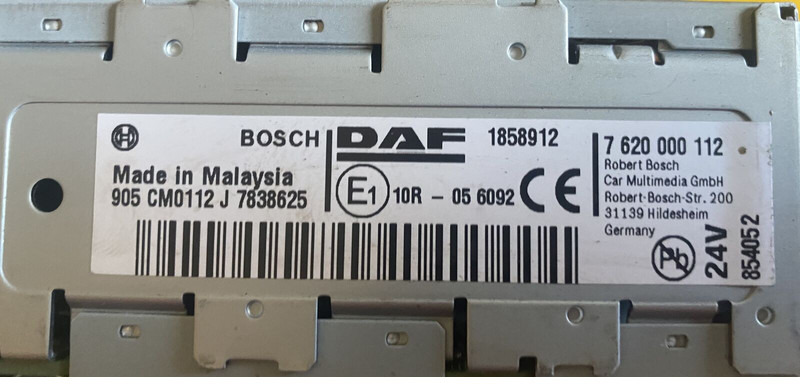 BOSCH
Made in Malaysia
905 CM0112 J 7838625
DAF
1858912
E1 10R - 05 6092 CE
7 620 000 112
Robert Bosch
Car Multimedia GmbH
Robert-Bosch-Str. 200
31139 Hildesheim
Germany
Pb
24V
854052